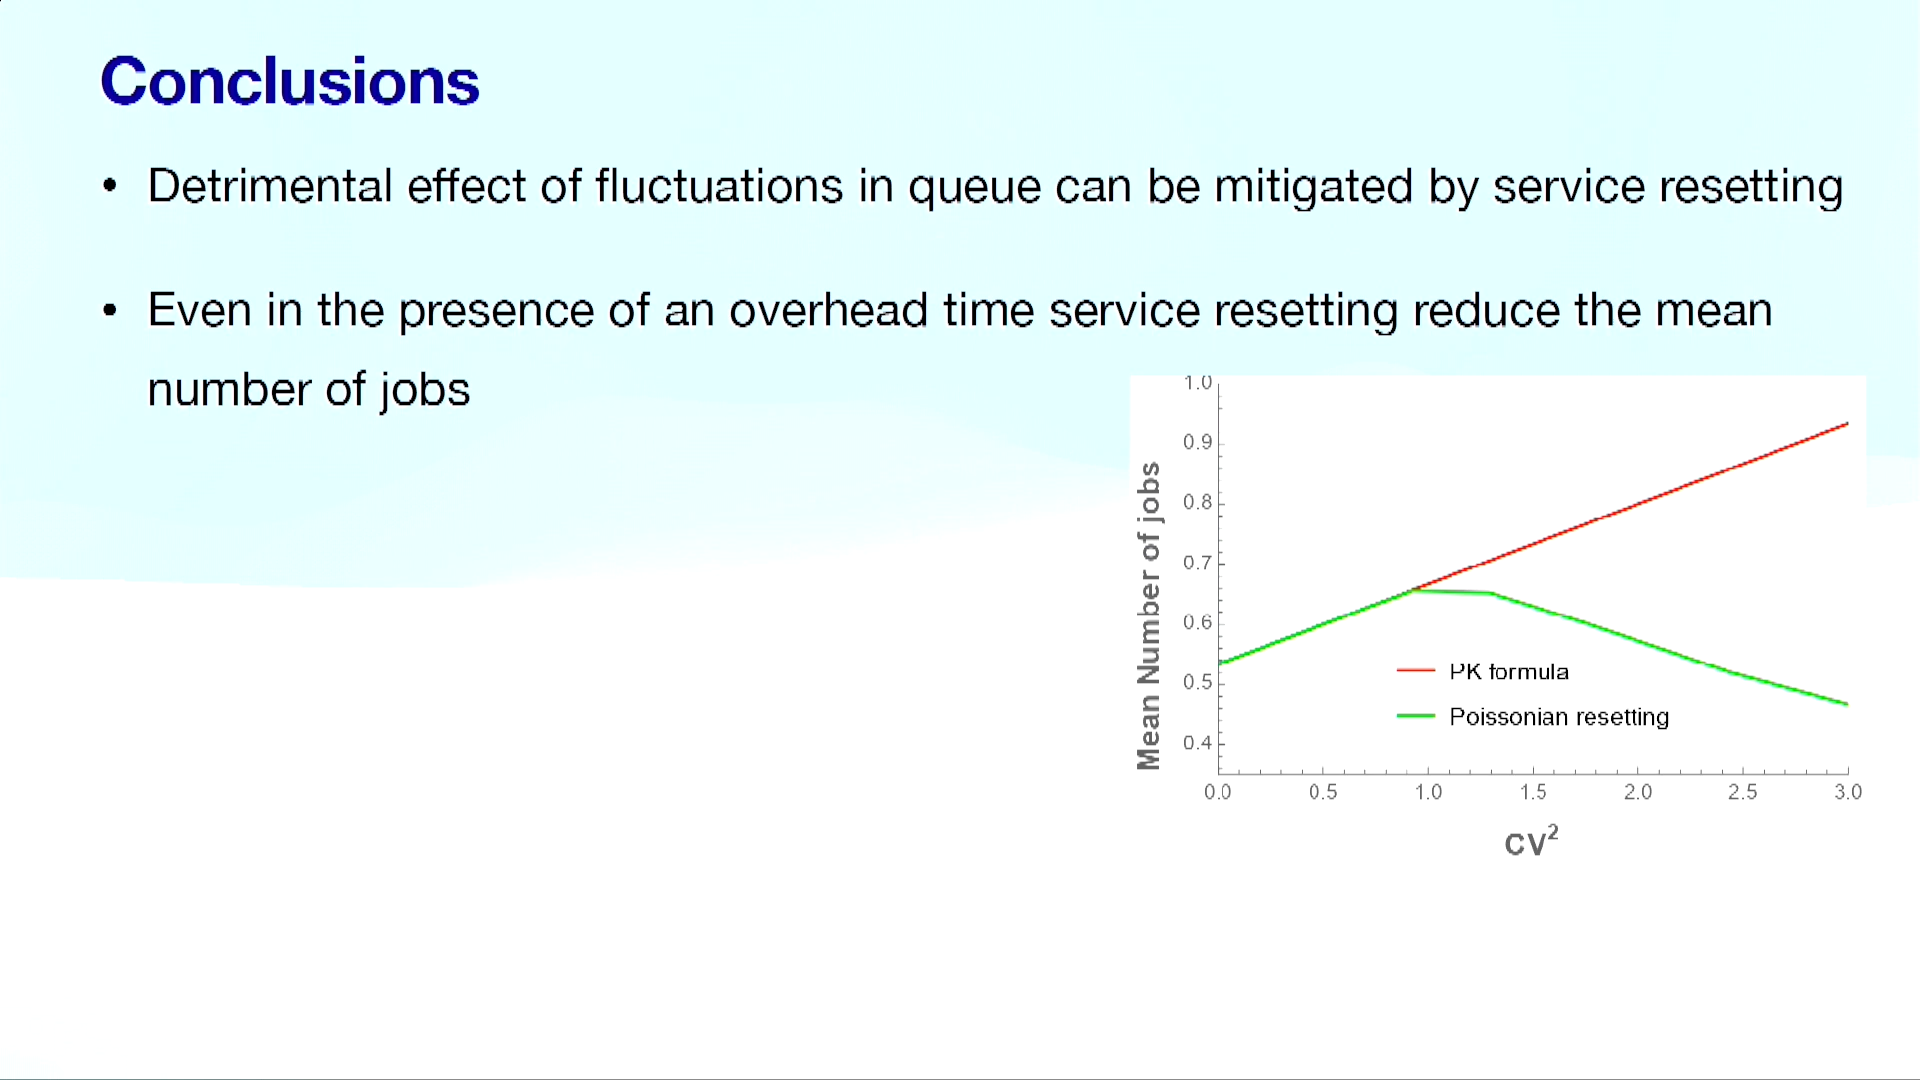 Conclusions
• Detrimental effect of fluctuations in queue can be mitigated by service resetting
• Even in the presence of an overhead time service resetting reduce the mean
number of jobs
1.0
0.9
0.8
0.7
0.6
0.5
0.4
Mean Number of jobs
PK formula
Poissonian resetting
0.0 0.5 1.0 1.5 2.0 2.5 3.0
CV²